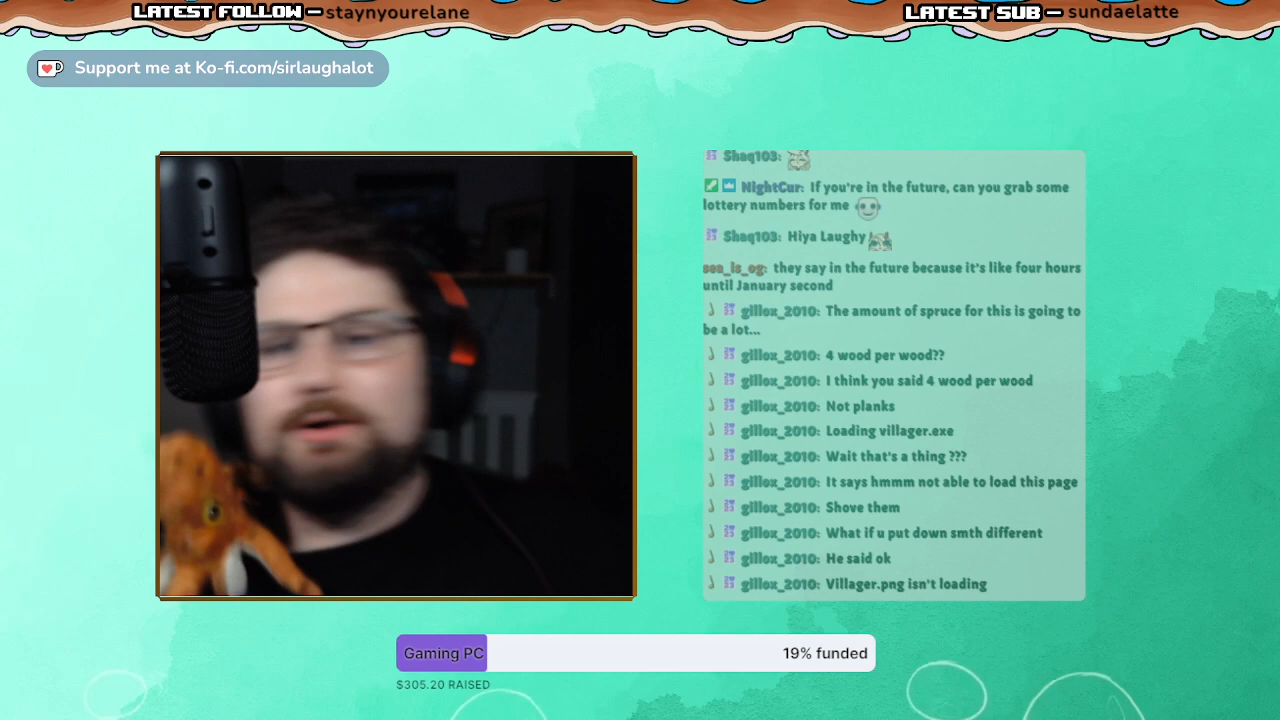 LATEST FOLLOW – staynyourelane
LATEST SUB – sundaelatte
Support me at Ko-fi.com/sirlaughalot
Shaq103:
NightCur: If you're in the future, can you grab some
lottery numbers for me
Shaq103: Hiya Laughy
sen_is_og: they say in the future because it's like four hours
until January second
gillox_2010: The amount of spruce for this is going to
be a lot...
gillox_2010: 4 wood per wood??
gillox_2010: I think you said 4 wood per wood
gillox_2010: Not planks
gillox_2010: Loading villager.exe
gillox_2010: Wait that's a thing ???
gillox_2010: It says hmmm not able to load this page
gillox_2010: Shove them
gillox_2010: What if u put down smth different
gillox_2010: He said ok
gillox_2010: Villager.png isn't loading
Gaming PC
19% funded
$305.20 RAISED